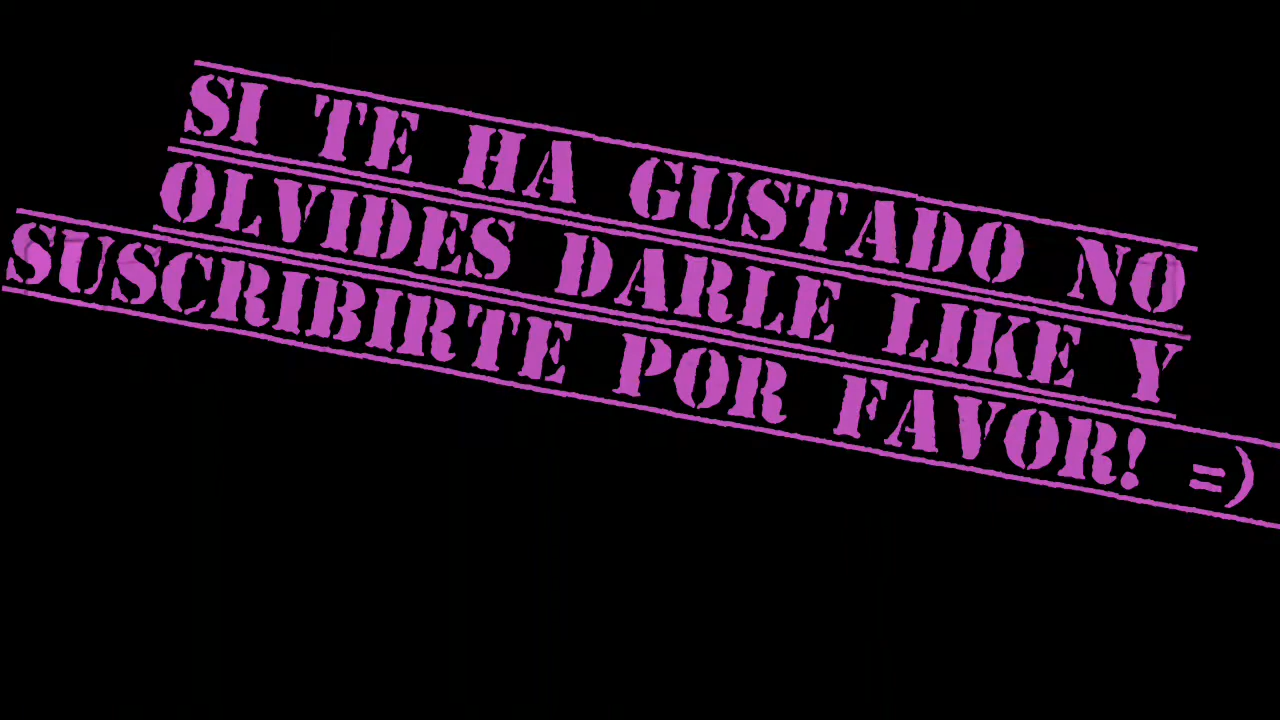 SI TE HA GUSTADO NO
OLVIDES DARLE LIKE Y
SUSCRIBIRTE POR FAVOR! =)